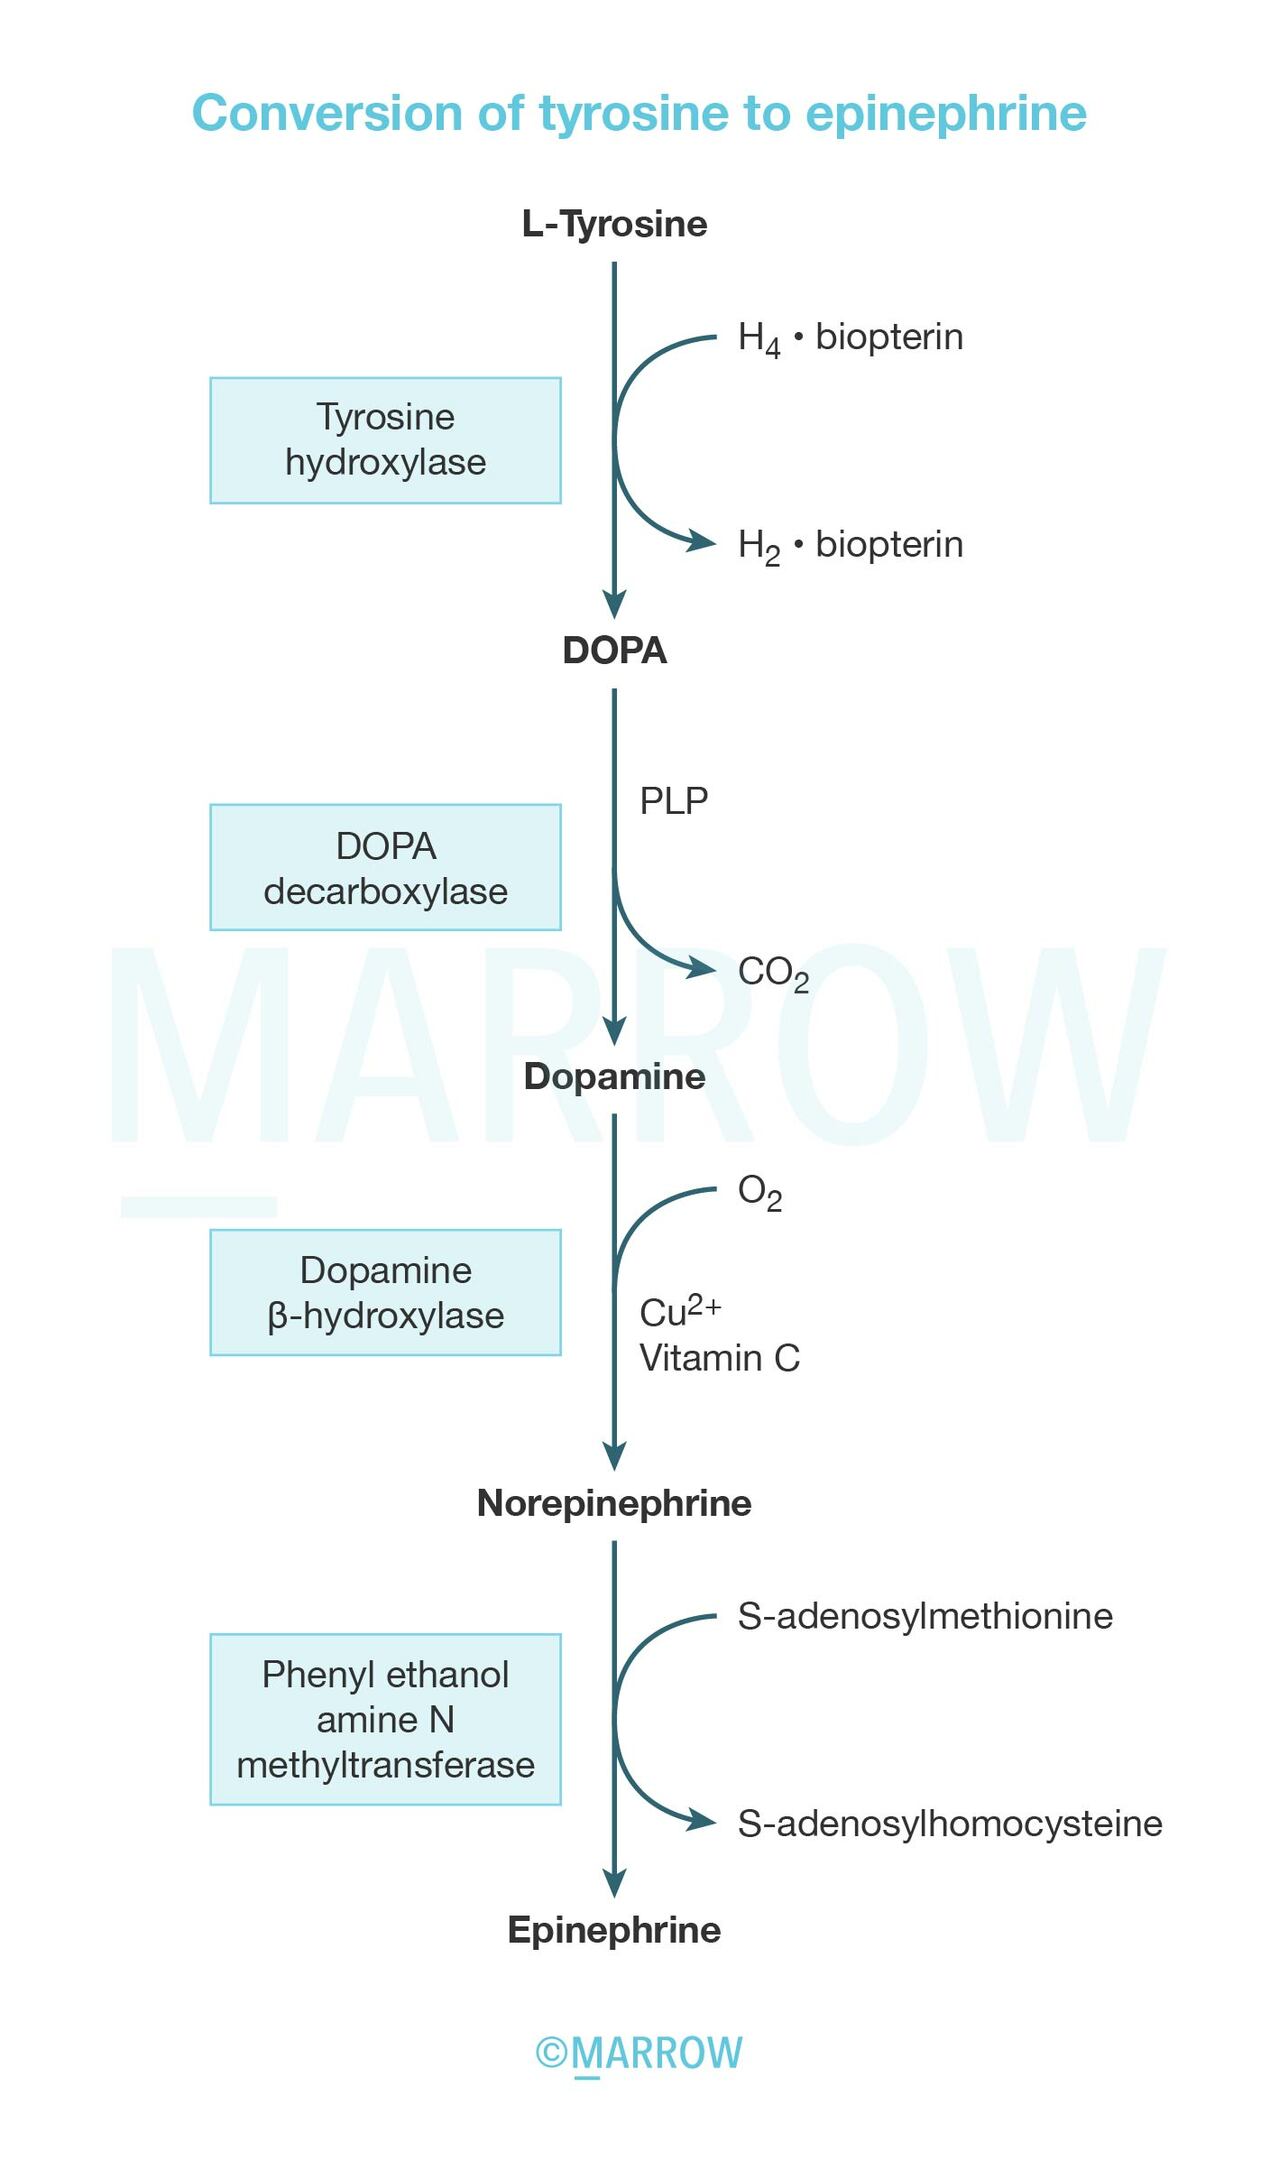 Conversion of tyrosine to epinephrine
L-Tyrosine
H₄ • biopterin
Tyrosine
hydroxylase
H₂ • biopterin
DOPA
PLP
DOPA
decarboxylase
CO₂
MARROW
Dopamine
O₂
Dopamine
β-hydroxylase
Cu²⁺
Vitamin C
Norepinephrine
S-adenosylmethionine
Phenyl ethanol
amine N
methyltransferase
S-adenosylhomocysteine
Epinephrine
©MARROW